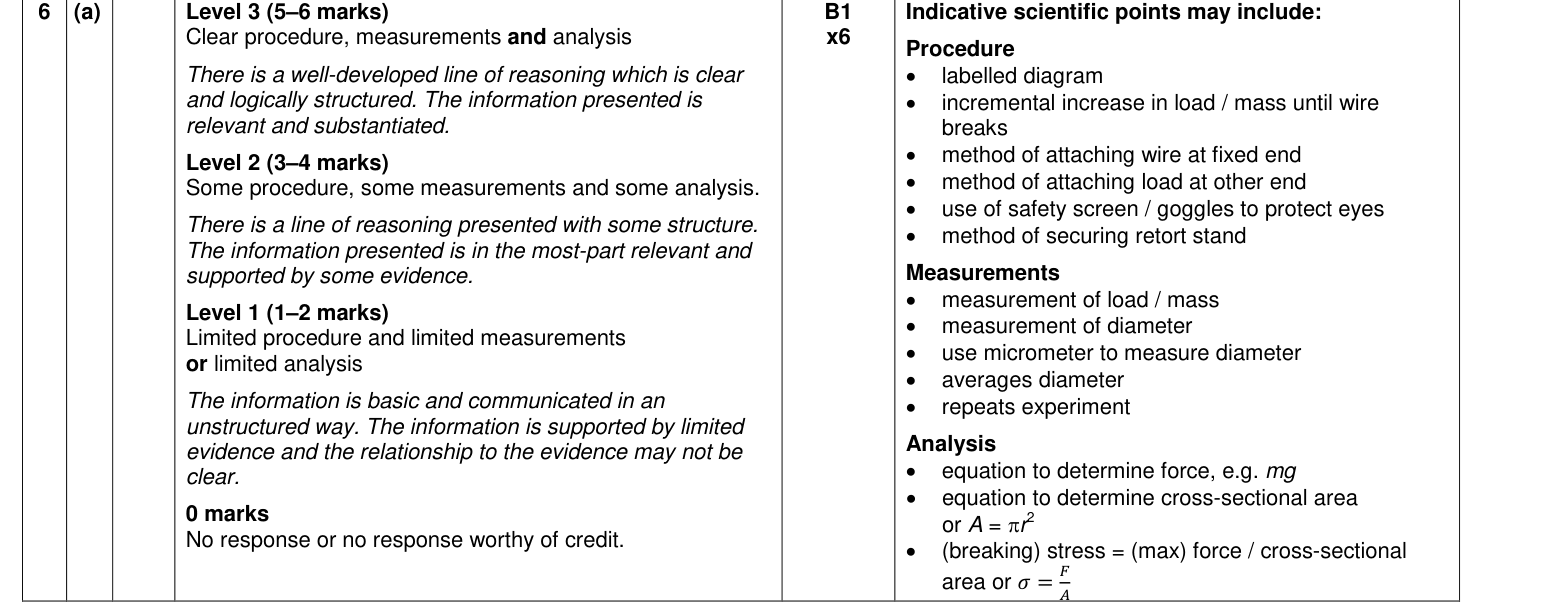 6 (a)
Level 3 (5–6 marks)
Clear procedure, measurements and analysis
There is a well-developed line of reasoning which is clear
and logically structured. The information presented is
relevant and substantiated.
Level 2 (3–4 marks)
Some procedure, some measurements and some analysis.
There is a line of reasoning presented with some structure.
The information presented is in the most-part relevant and
supported by some evidence.
Level 1 (1–2 marks)
Limited procedure and limited measurements
or limited analysis
The information is basic and communicated in an
unstructured way. The information is supported by limited
evidence and the relationship to the evidence may not be
clear.
0 marks
No response or no response worthy of credit.
B1
x6
Indicative scientific points may include:
Procedure
• labelled diagram
• incremental increase in load / mass until wire
breaks
• method of attaching wire at fixed end
• method of attaching load at other end
• use of safety screen / goggles to protect eyes
• method of securing retort stand
Measurements
• measurement of load / mass
• measurement of diameter
• use micrometer to measure diameter
• averages diameter
• repeats experiment
Analysis
• equation to determine force, e.g. mg
• equation to determine cross-sectional area
or A = πr²
• (breaking) stress = (max) force / cross-sectional
area or σ = F/A